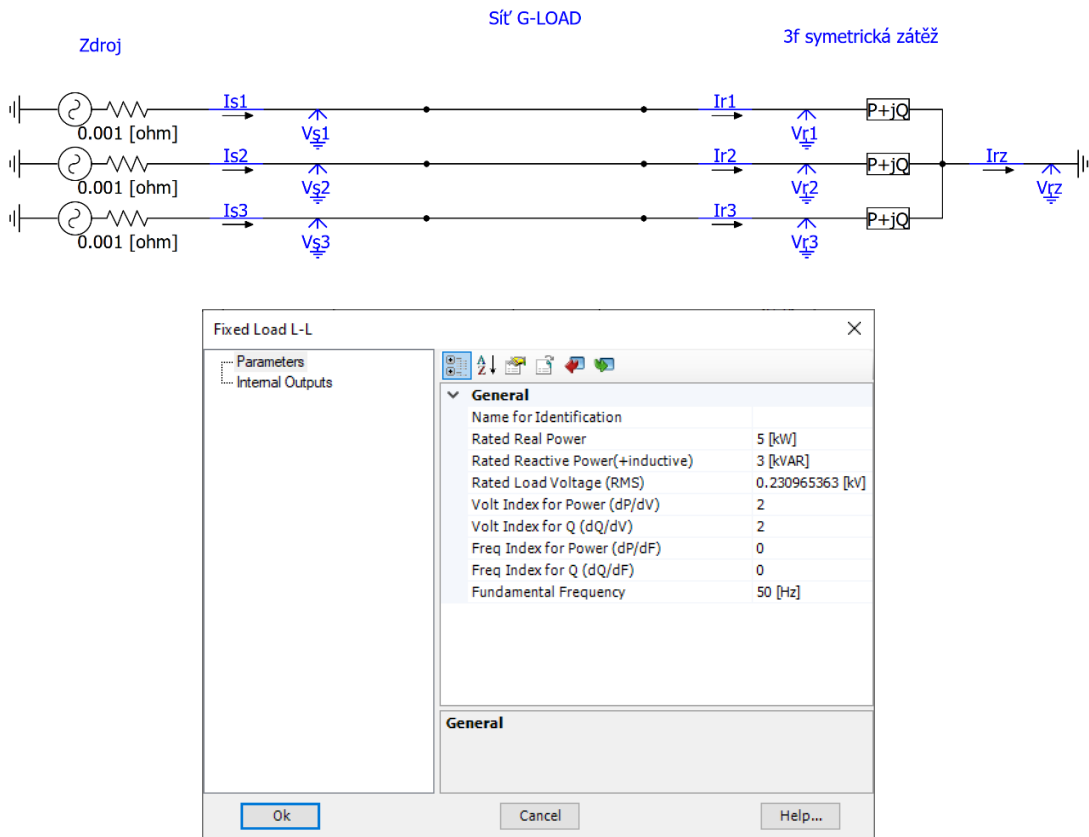 Síť G-LOAD
Zdroj
3f symetrická zátěž
Is1
Ir1
P+jQ
0.001 [ohm]
Vs1
Vr1
Is2
Ir2
P+jQ
Irz
0.001 [ohm]
Vs2
Vr2
Vrz
Is3
Ir3
P+jQ
0.001 [ohm]
Vs3
Vr3
Fixed Load L-L
Parameters
Internal Outputs
General
Name for Identification
Rated Real Power 5 [kW]
Rated Reactive Power(+inductive) 3 [kVAR]
Rated Load Voltage (RMS) 0.230965363 [kV]
Volt Index for Power (dP/dV) 2
Volt Index for Q (dQ/dV) 2
Freq Index for Power (dP/dF) 0
Freq Index for Q (dQ/dF) 0
Fundamental Frequency 50 [Hz]
General
Ok
Cancel
Help...